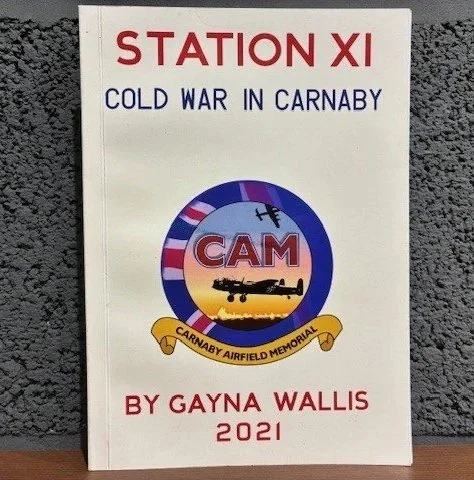 STATION XI
COLD WAR IN CARNABY
CAM
CARNABY AIRFIELD MEMORIAL
BY GAYNA WALLIS
2021